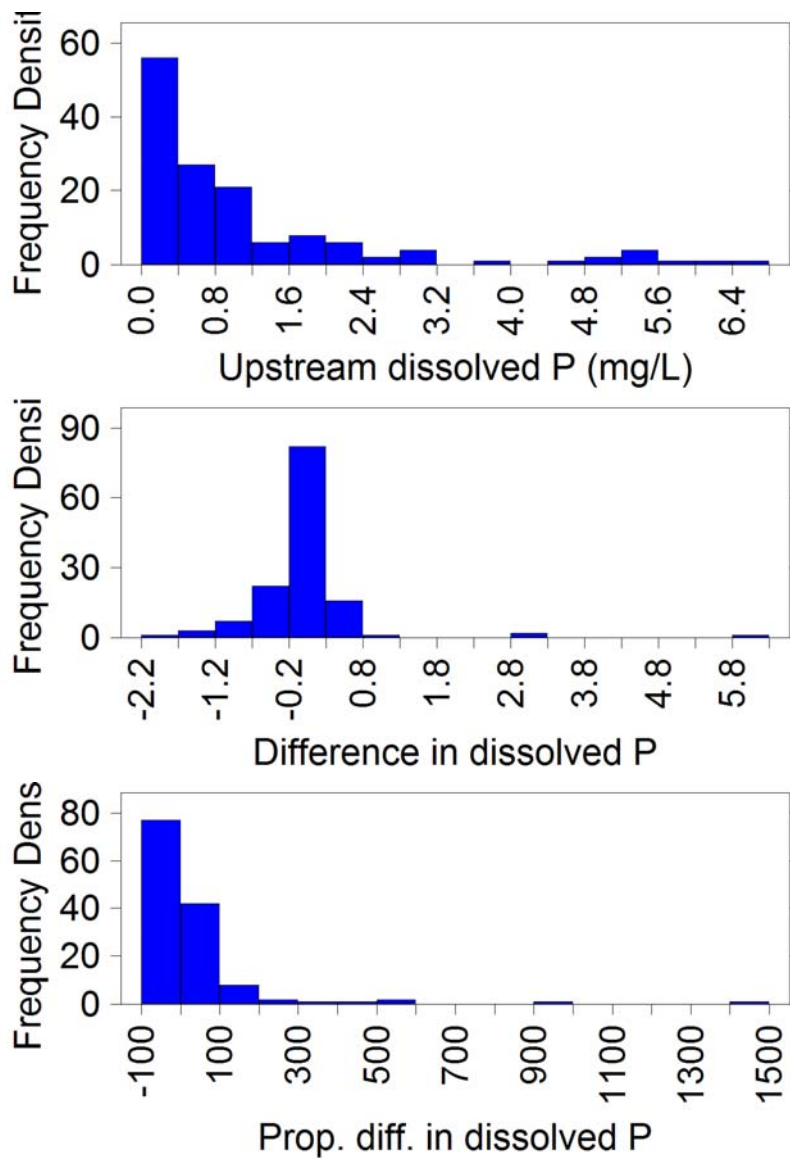 Frequency Densit
60
40
20
0
0.0 0.8 1.6 2.4 3.2 4.0 4.8 5.6 6.4
Upstream dissolved P (mg/L)
Frequency Densi
90
60
30
0
-2.2 -1.2 -0.2 0.8 1.8 2.8 3.8 4.8 5.8
Difference in dissolved P
Frequency Dens
80
60
40
20
0
-100 100 300 500 700 900 1100 1300 1500
Prop. diff. in dissolved P